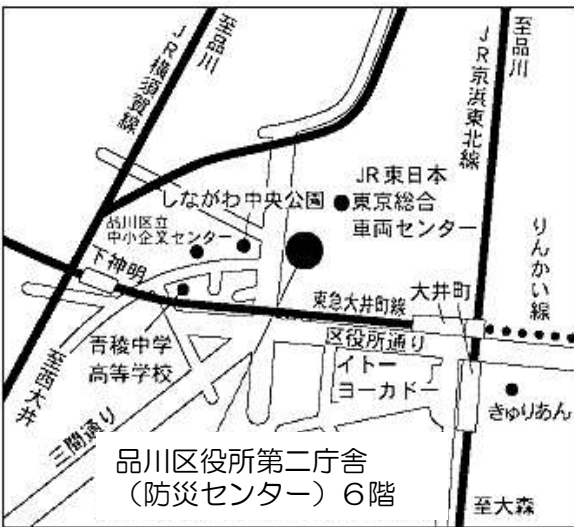 至品川
JR横須賀線
至品川
JR京浜東北線
JR東日本
東京総合
車両センター
しながわ中央公園
品川区立
中小企業センター
りんかい線
下神明
大井町
東急大井町線
区役所通り
吾稜中学
高等学校
イトー
ヨーカドー
至西大井
三間通り
きゅりあん
品川区役所第二庁舎
（防災センター）６階
至大森